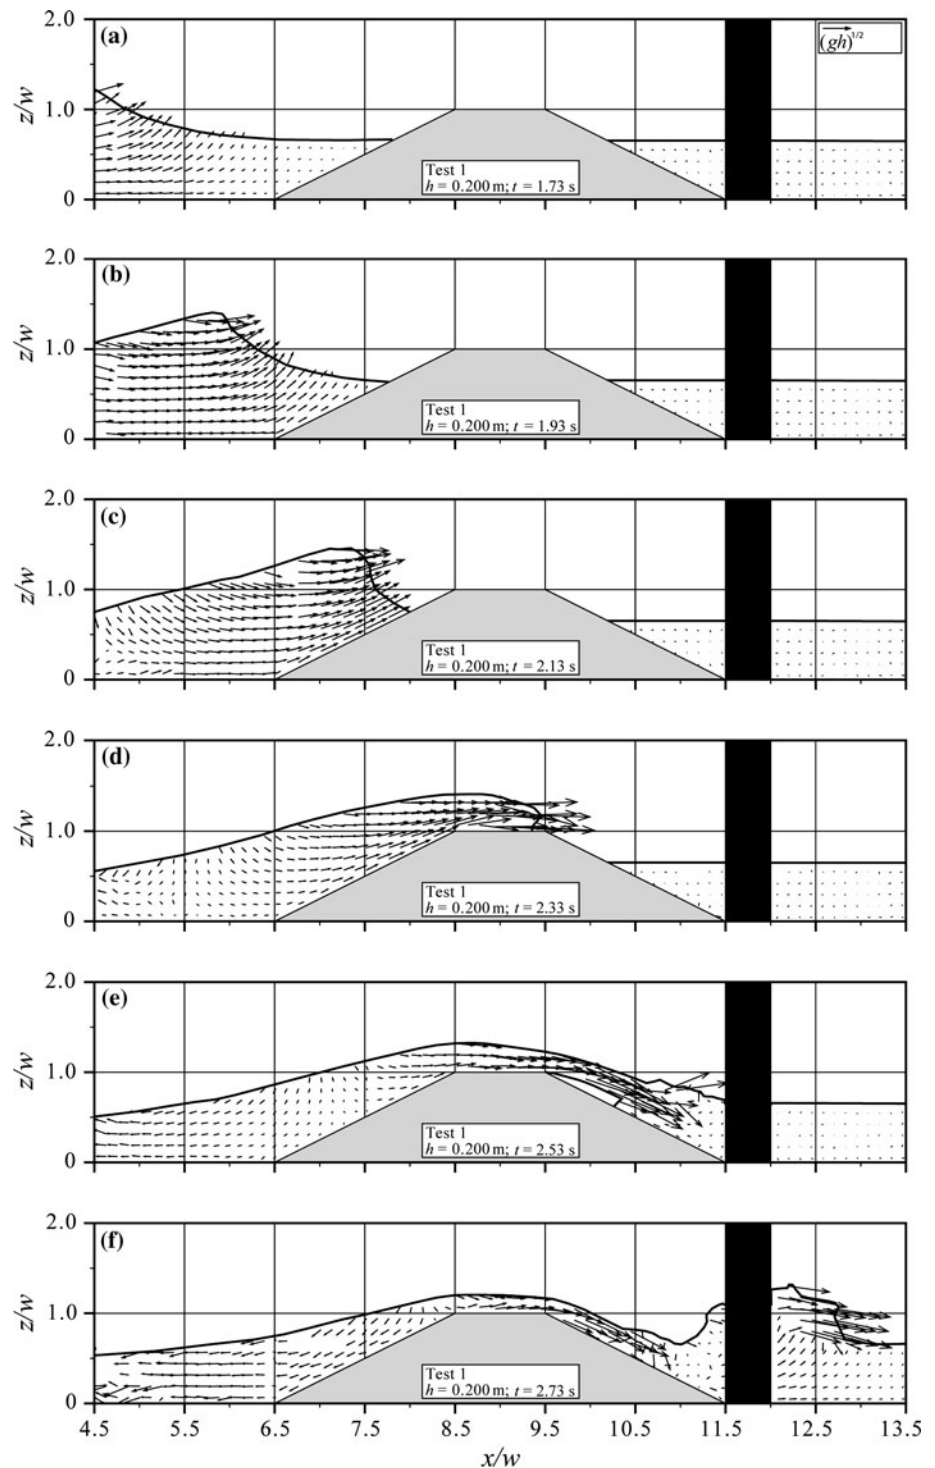 2.0
(a)
(gh)1/2
z/w
1.0
Test 1
h = 0.200 m; t = 1.73 s
0
2.0
(b)
z/w
1.0
Test 1
h = 0.200 m; t = 1.93 s
0
2.0
(c)
z/w
1.0
Test 1
h = 0.200 m; t = 2.13 s
0
2.0
(d)
z/w
1.0
Test 1
h = 0.200 m; t = 2.33 s
0
2.0
(e)
z/w
1.0
Test 1
h = 0.200 m; t = 2.53 s
0
2.0
(f)
z/w
1.0
Test 1
h = 0.200 m; t = 2.73 s
0
4.5 5.5 6.5 7.5 8.5 9.5 10.5 11.5 12.5 13.5
x/w